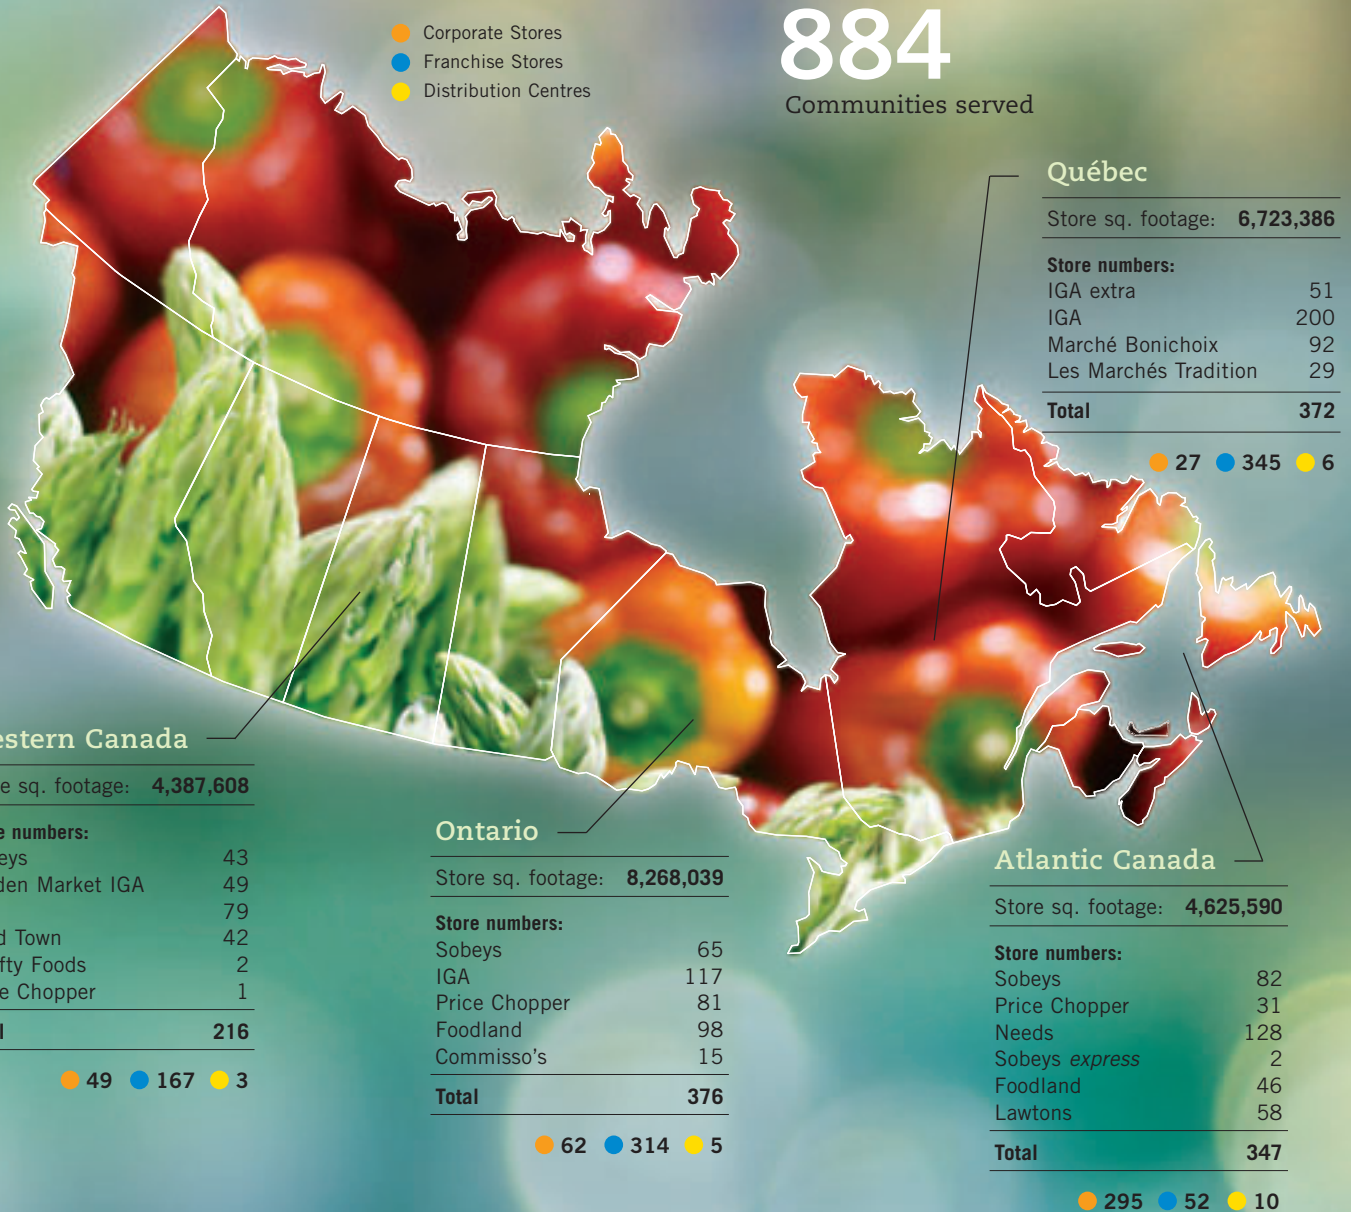 Corporate Stores
Franchise Stores
Distribution Centres
884
Communities served
Québec
Store sq. footage: 6,723,386
Store numbers:
IGA extra 51
IGA 200
Marché Bonichoix 92
Les Marchés Tradition 29
Total 372
27 345 6
estern Canada
e sq. footage: 4,387,608
e numbers:
eys 43
den Market IGA 49
79
d Town 42
fty Foods 2
e Chopper 1
l 216
49 167 3
Ontario
Store sq. footage: 8,268,039
Store numbers:
Sobeys 65
IGA 117
Price Chopper 81
Foodland 98
Commisso's 15
Total 376
62 314 5
Atlantic Canada
Store sq. footage: 4,625,590
Store numbers:
Sobeys 82
Price Chopper 31
Needs 128
Sobeys express 2
Foodland 46
Lawtons 58
Total 347
295 52 10